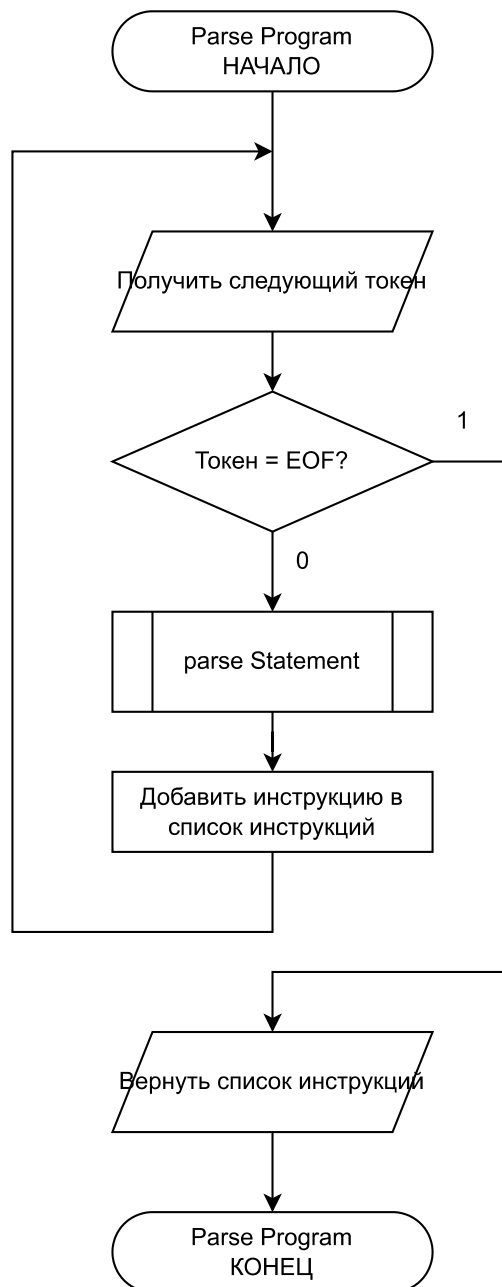 Parse Program
НАЧАЛО
Получить следующий токен
1
Токен = EOF?
0
parse Statement
Добавить инструкцию в
список инструкций
Вернуть список инструкций
Parse Program
КОНЕЦ